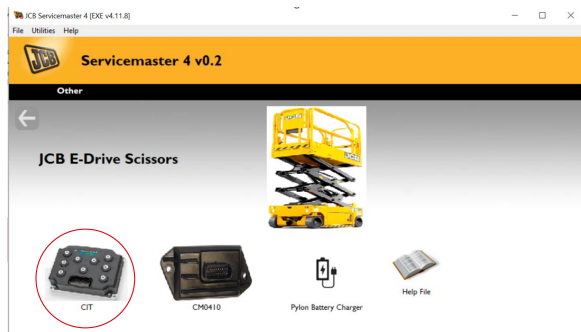 JCB Servicemaster 4 [EXE v4.11.8]
File Utilities Help
JCB
Servicemaster 4 v0.2
Other
JCB E-Drive Scissors
JCB
CIT
CM0410
Pylon Battery Charger
Help File